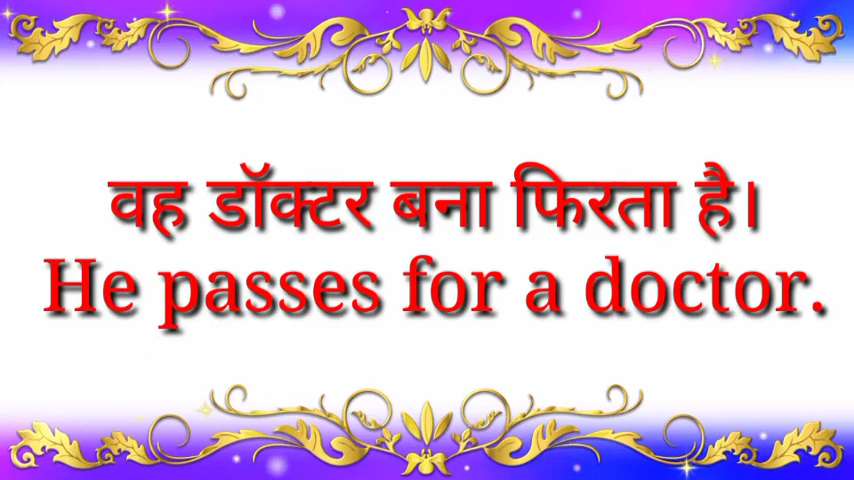 वह डॉक्टर बना फिरता है।
He passes for a doctor.